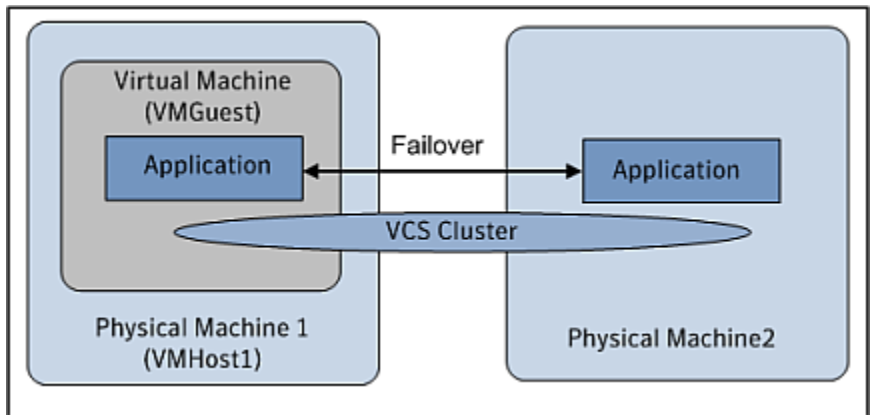 Virtual Machine
(VMGuest)
Application
Failover
Application
VCS Cluster
Physical Machine 1
(VMHost1)
Physical Machine2